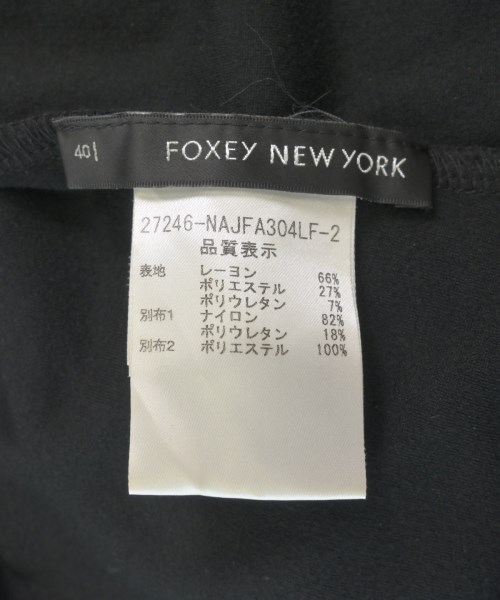 40
FOXEY NEW YORK
27246-NAJFA304LF-2
品質表示
表地 レーヨン 66%
ポリエステル 27%
ポリウレタン 7%
別布1 ナイロン 82%
ポリウレタン 18%
別布2 ポリエステル 100%